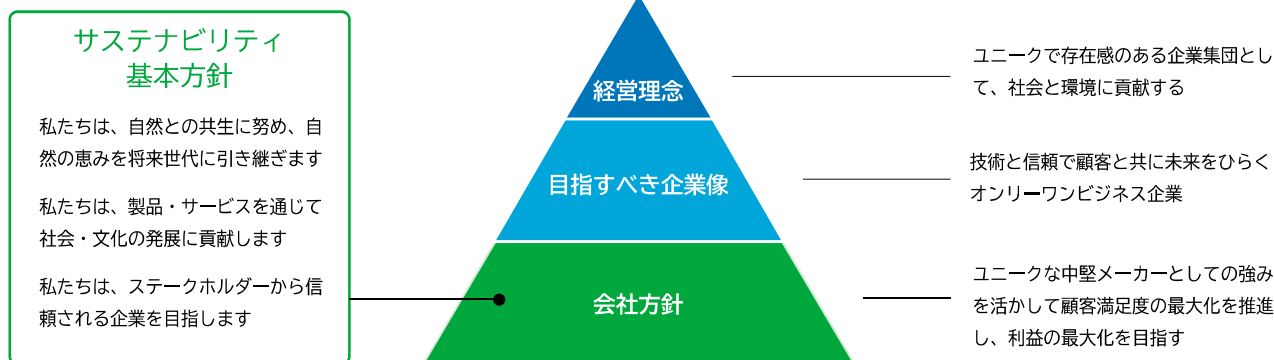 サステナビリティ
基本方針
私たちは、自然との共生に努め、自
然の恵みを将来世代に引き継ぎます
私たちは、製品・サービスを通じて
社会・文化の発展に貢献します
私たちは、ステークホルダーから信
頼される企業を目指します
経営理念
ユニークで存在感のある企業集団とし
て、社会と環境に貢献する
目指すべき企業像
技術と信頼で顧客と共に未来をひらく
オンリーワンビジネス企業
会社方針
ユニークな中堅メーカーとしての強み
を活かして顧客満足度の最大化を推進
し、利益の最大化を目指す